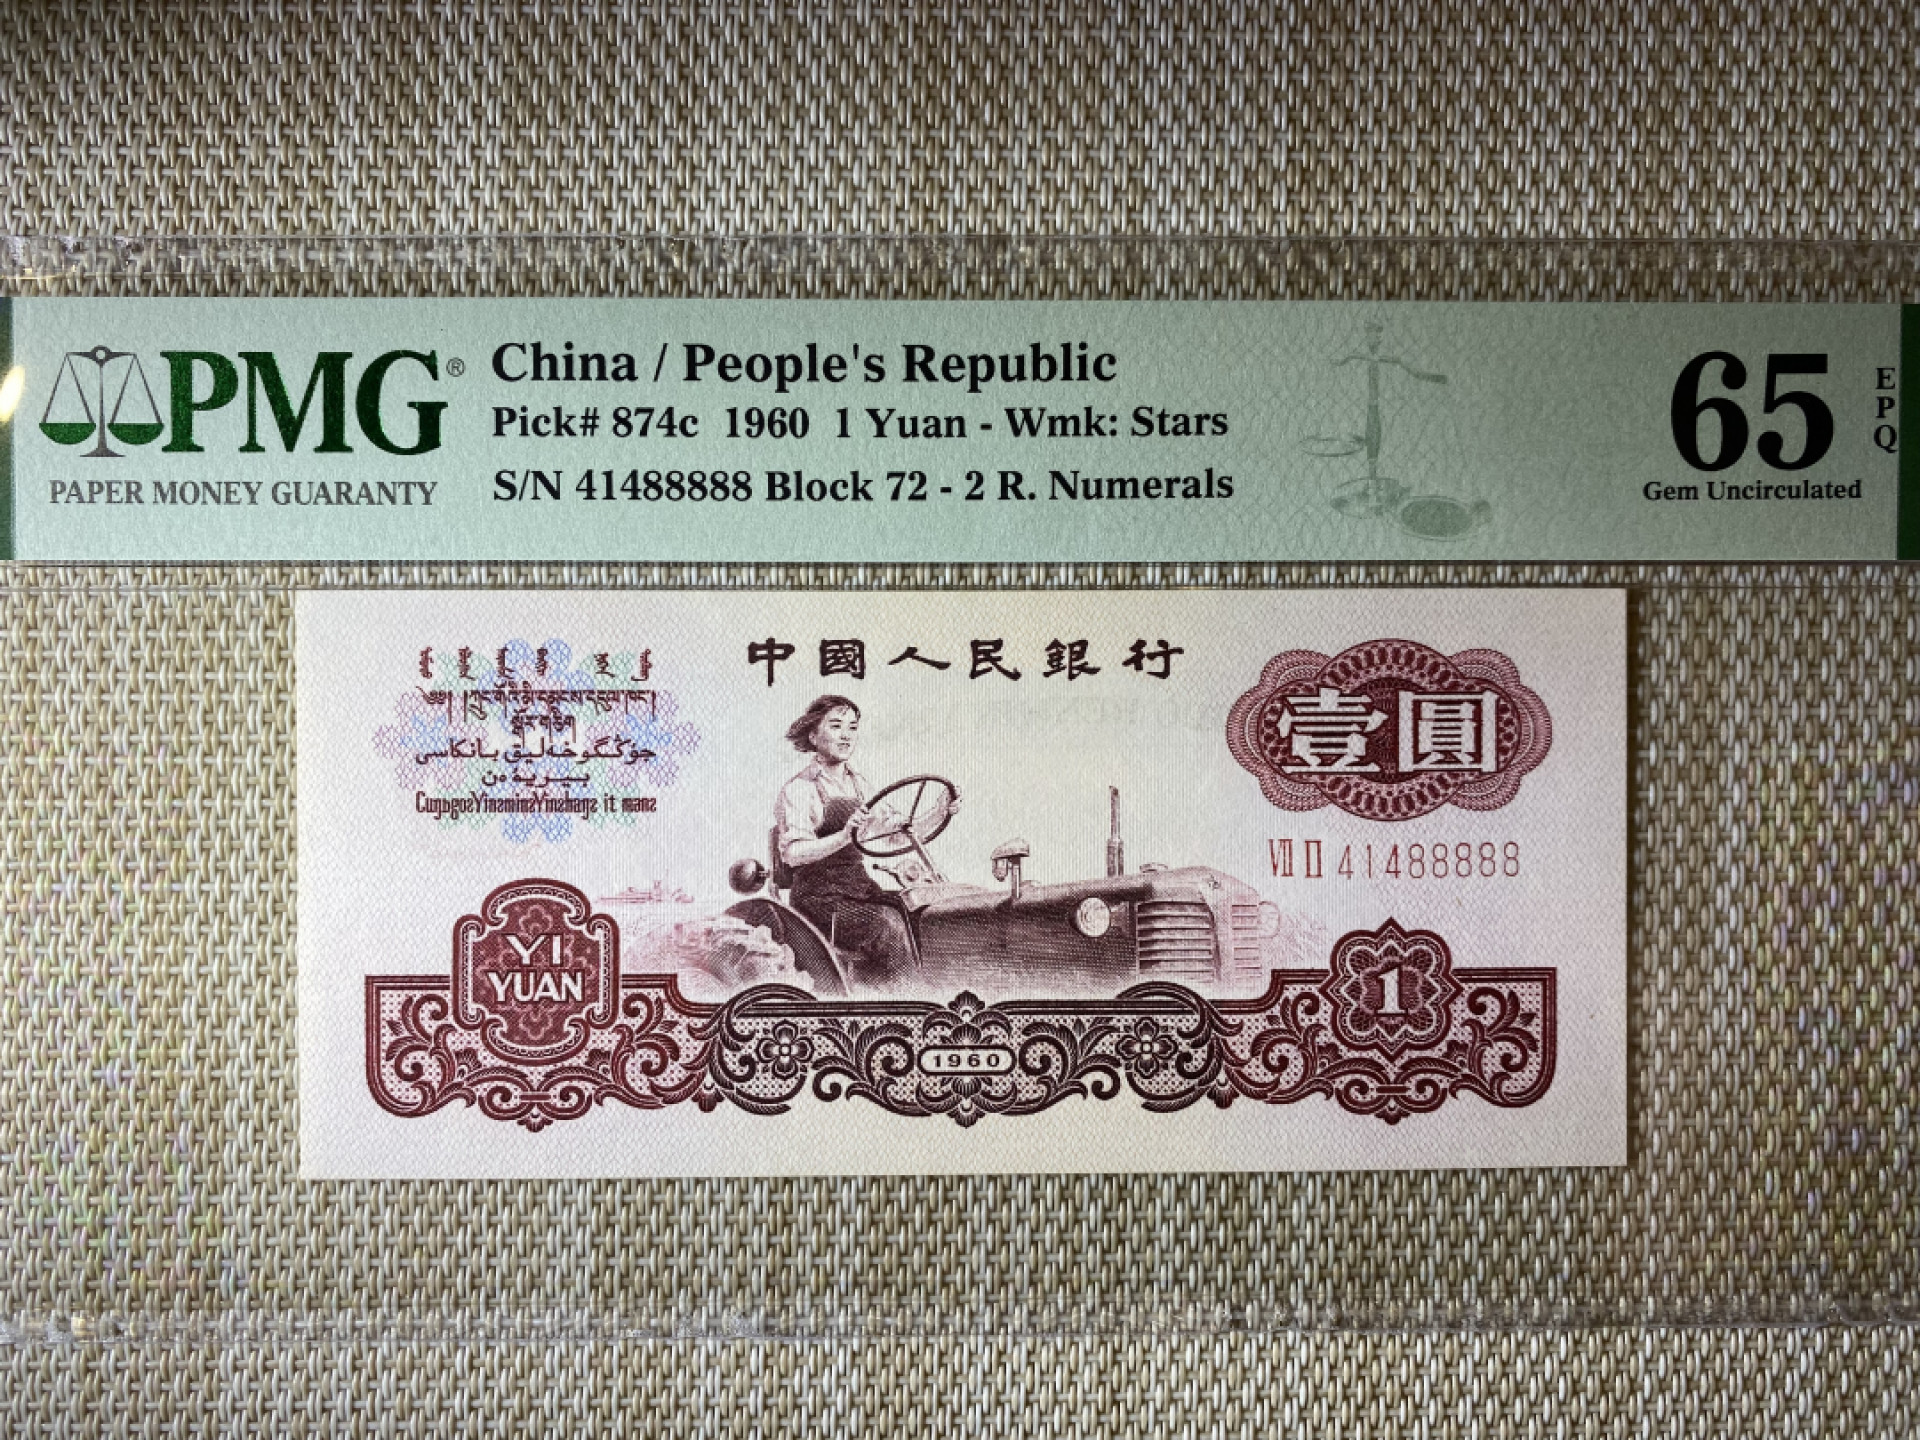 PMG®
PAPER MONEY GUARANTY
China / People's Republic
Pick# 874c 1960 1 Yuan - Wmk: Stars
S/N 41488888 Block 72 - 2 R. Numerals
65
EPQ
Gem Uncirculated
中國人民銀行
壹圓
VII II 41488888
YI
YUAN
1960
1